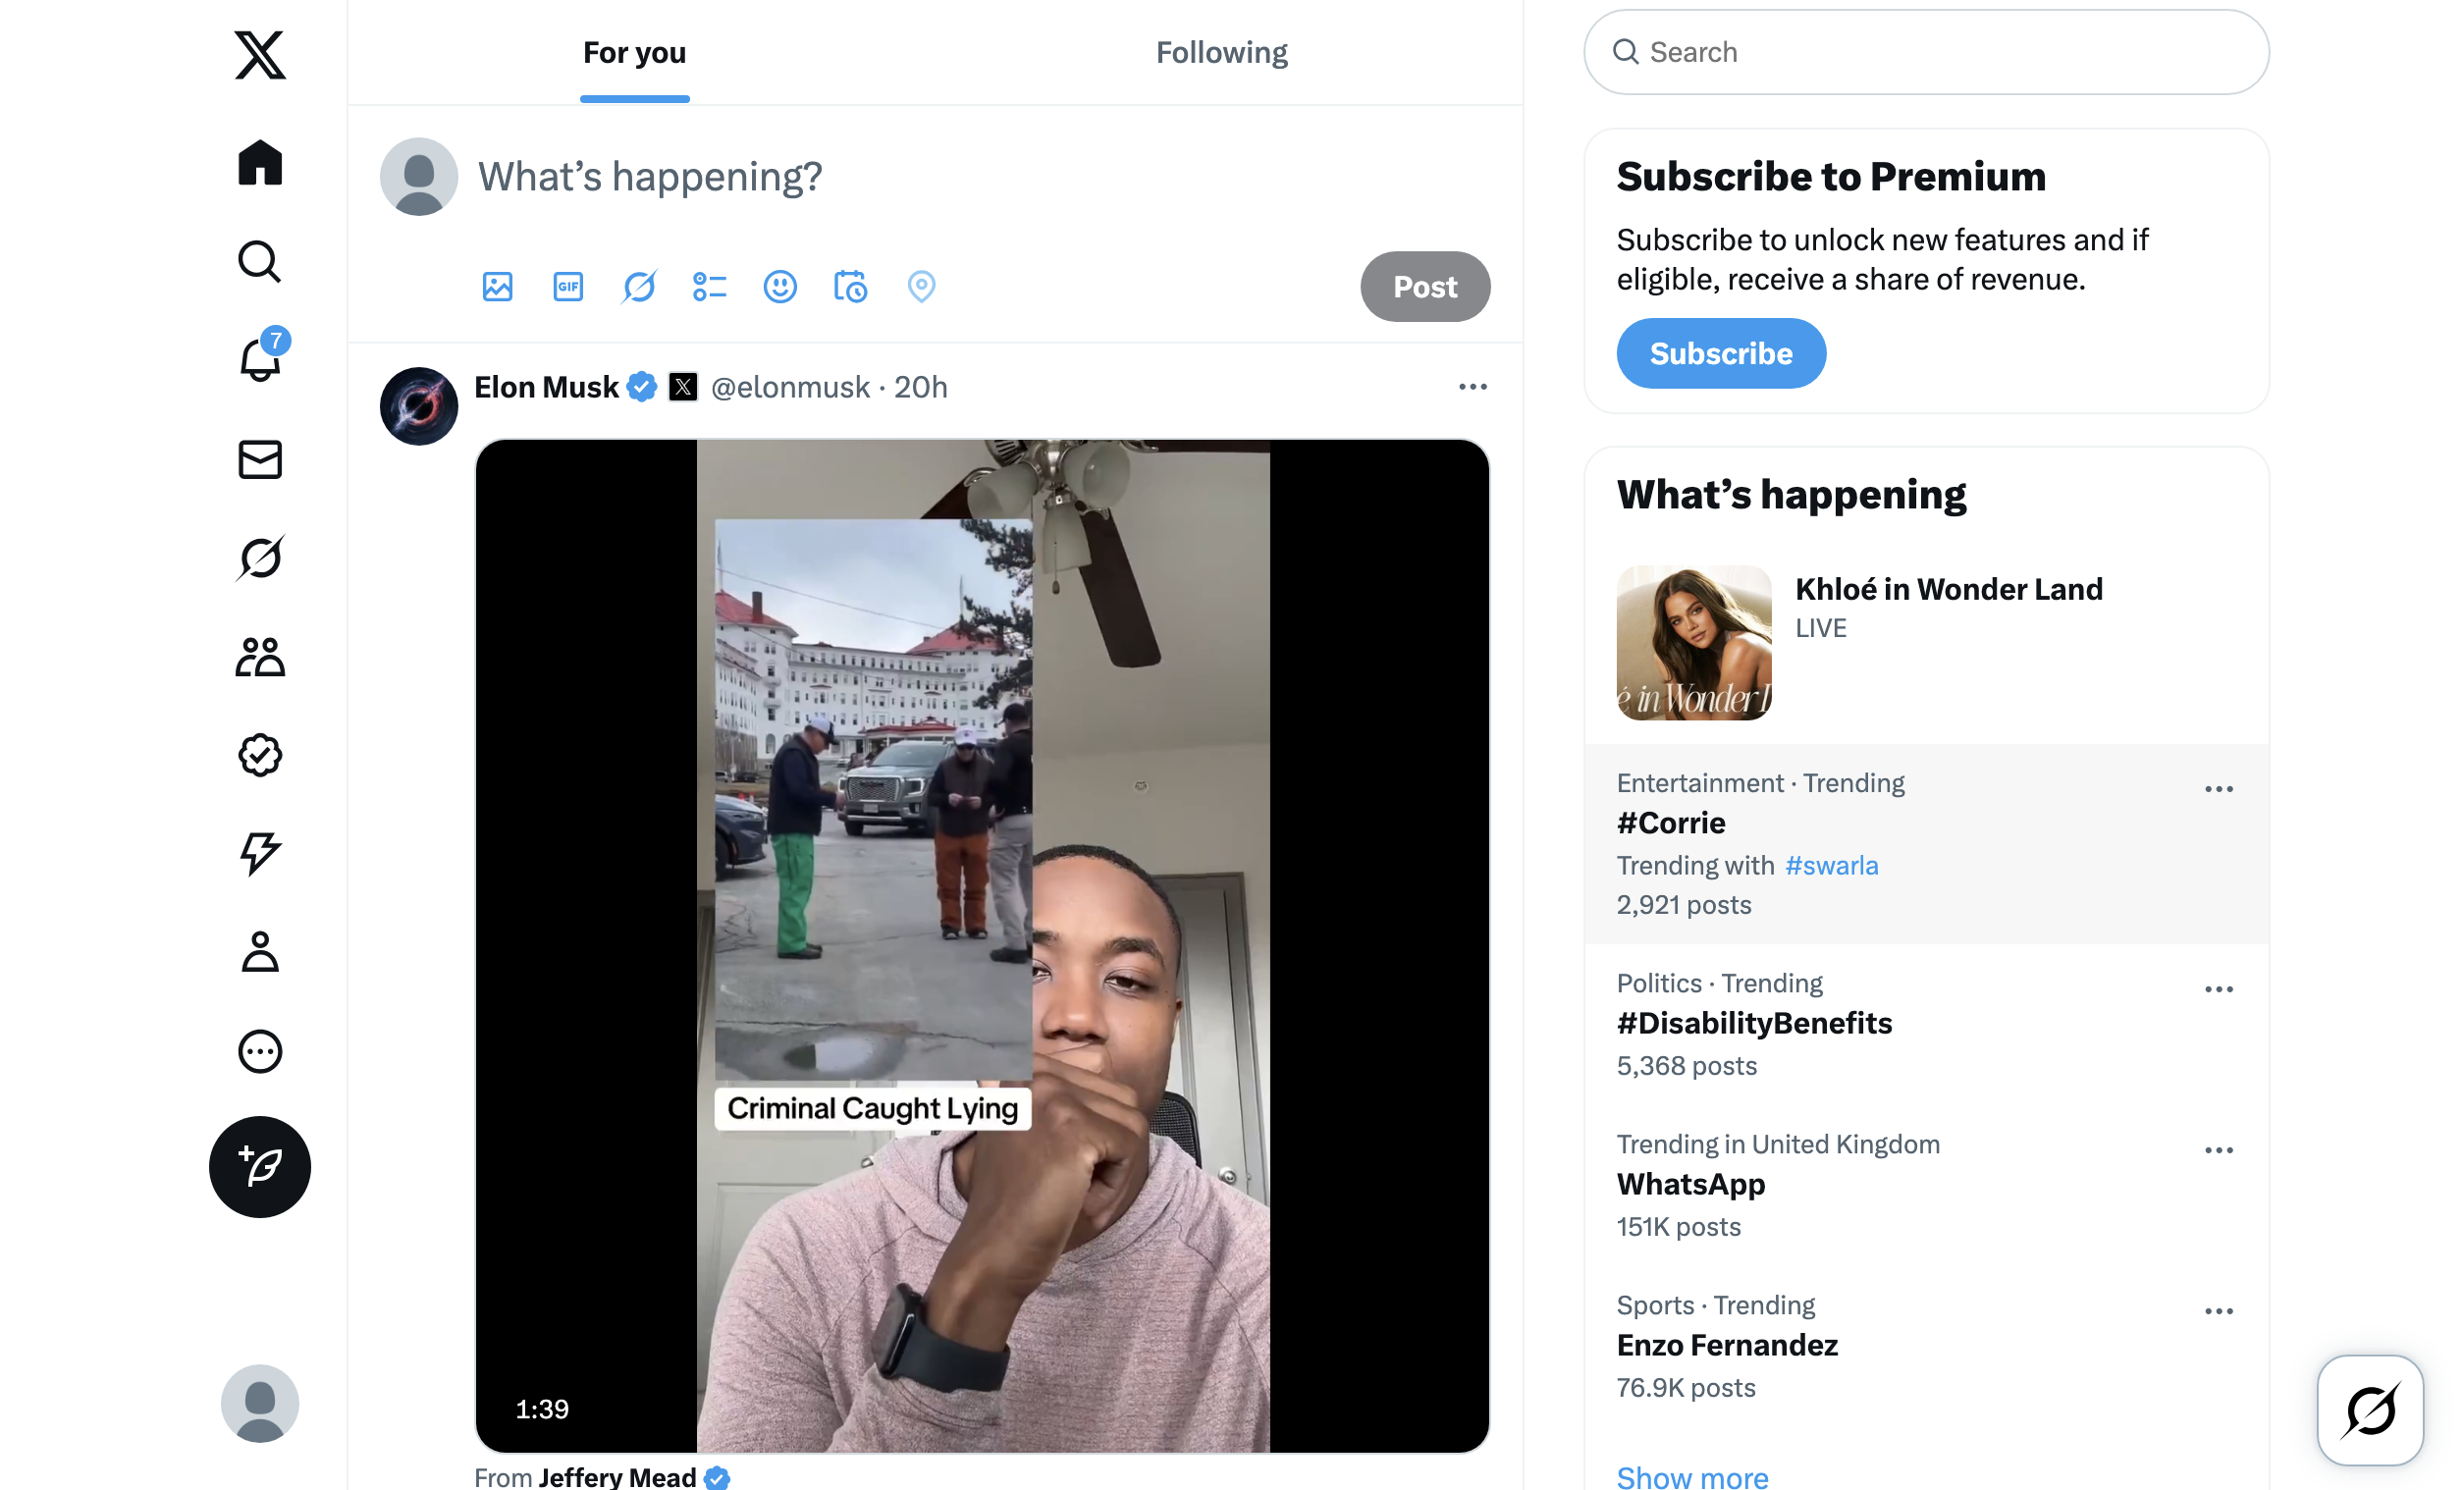 For you
Following
What’s happening?
GIF
Post
7
Elon Musk @elonmusk · 20h
Criminal Caught Lying
1:39
From Jeffery Mead
Search
Subscribe to Premium
Subscribe to unlock new features and if
eligible, receive a share of revenue.
Subscribe
What’s happening
Khloé in Wonder Land
LIVE
é in Wonder L
Entertainment · Trending
#Corrie
Trending with #swarla
2,921 posts
Politics · Trending
#DisabilityBenefits
5,368 posts
Trending in United Kingdom
WhatsApp
151K posts
Sports · Trending
Enzo Fernandez
76.9K posts
Show more